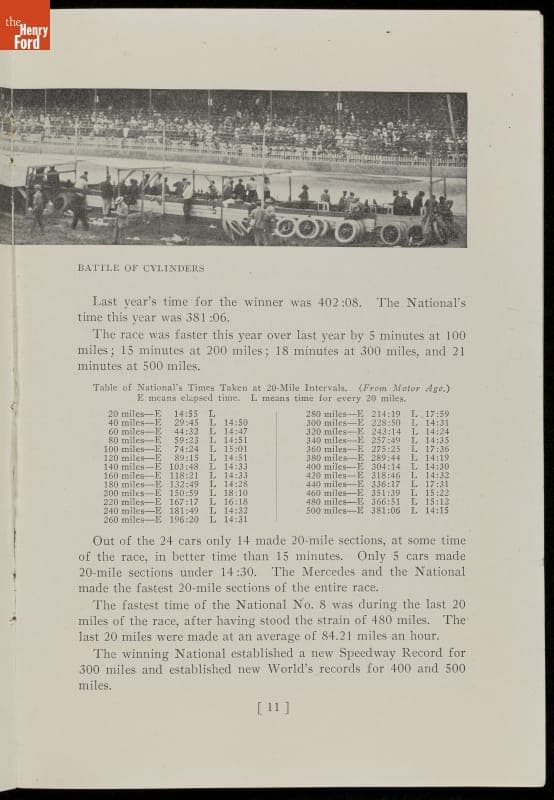 the
Henry
Ford
BATTLE OF CYLINDERS
Last year's time for the winner was 402:08. The National's
time this year was 381:06.
The race was faster this year over last year by 5 minutes at 100
miles; 15 minutes at 200 miles; 18 minutes at 300 miles, and 21
minutes at 500 miles.
Table of National's Times Taken at 20-Mile Intervals. (From Motor Age.)
E means elapsed time. L means time for every 20 miles.
20 miles—E 14:55 L
40 miles—E 29:45 L 14:50
60 miles—E 44:32 L 14:47
80 miles—E 59:23 L 14:51
100 miles—E 74:24 L 15:01
120 miles—E 89:15 L 14:51
140 miles—E 103:48 L 14:33
160 miles—E 118:21 L 14:33
180 miles—E 132:49 L 14:28
200 miles—E 150:59 L 18:10
220 miles—E 167:17 L 16:18
240 miles—E 181:49 L 14:32
260 miles—E 196:20 L 14:31
280 miles—E 214:19 L 17:59
300 miles—E 228:50 L 14:31
320 miles—E 243:14 L 14:24
340 miles—E 257:49 L 14:35
360 miles—E 275:25 L 17:36
380 miles—E 289:44 L 14:19
400 miles—E 304:14 L 14:30
420 miles—E 318:46 L 14:32
440 miles—E 336:17 L 17:31
460 miles—E 351:39 L 15:22
480 miles—E 366:51 L 15:12
500 miles—E 381:06 L 14:15
Out of the 24 cars only 14 made 20-mile sections, at some time
of the race, in better time than 15 minutes. Only 5 cars made
20-mile sections under 14:30. The Mercedes and the National
made the fastest 20-mile sections of the entire race.
The fastest time of the National No. 8 was during the last 20
miles of the race, after having stood the strain of 480 miles. The
last 20 miles were made at an average of 84.21 miles an hour.
The winning National established a new Speedway Record for
300 miles and established new World's records for 400 and 500
miles.
[ 11 ]